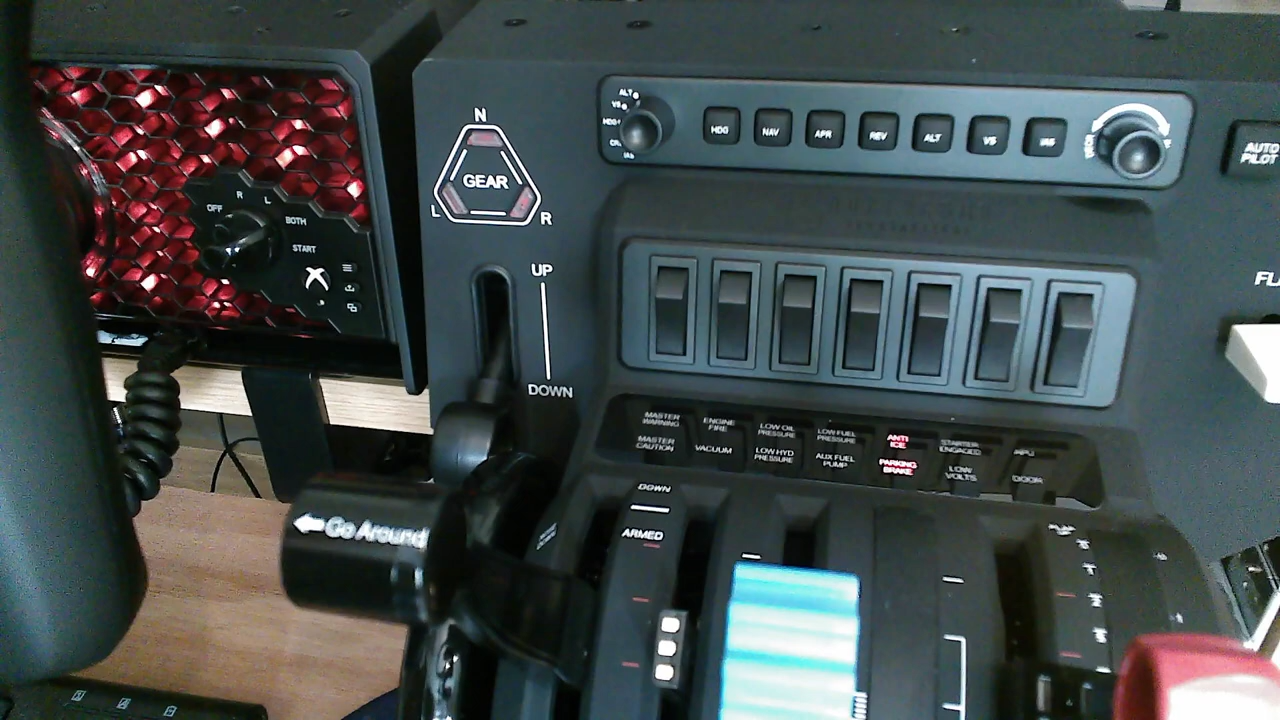 N
GEAR
L R
UP
DOWN
OFF R L BOTH START
ALT
VS
HDG
HDG NAV APR REV ALT VS IAS
AUTO
PILOT
MASTER WARNING
ENGINE FIRE
LOW OIL PRESSURE
LOW FUEL PRESSURE
ANTI ICE
STARTER ENGAGED
APU
MASTER CAUTION
VACUUM
LOW HYD PRESSURE
AUX FUEL PUMP
PARKING BRAKE
LOW VOLTS
DOOR
Go Around
DOWN
ARMED